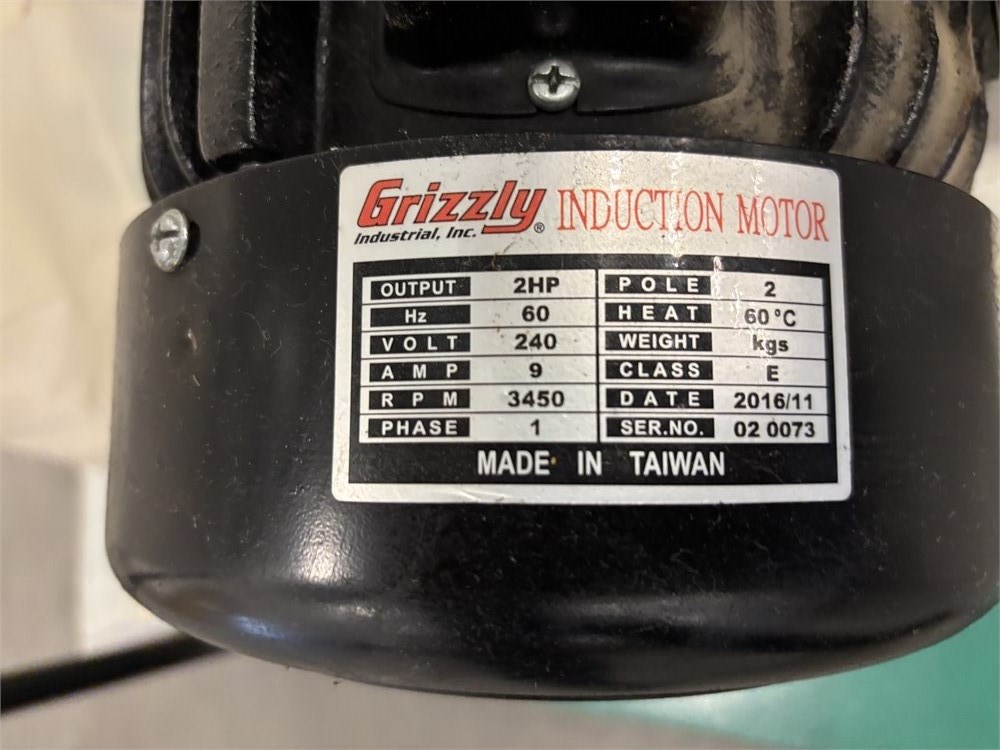 Grizzly® INDUCTION MOTOR
Industrial, Inc.
OUTPUT 2HP POLE 2
Hz 60 HEAT 60°C
VOLT 240 WEIGHT kgs
AMP 9 CLASS E
RPM 3450 DATE 2016/11
PHASE 1 SER.NO. 02 0073
MADE IN TAIWAN